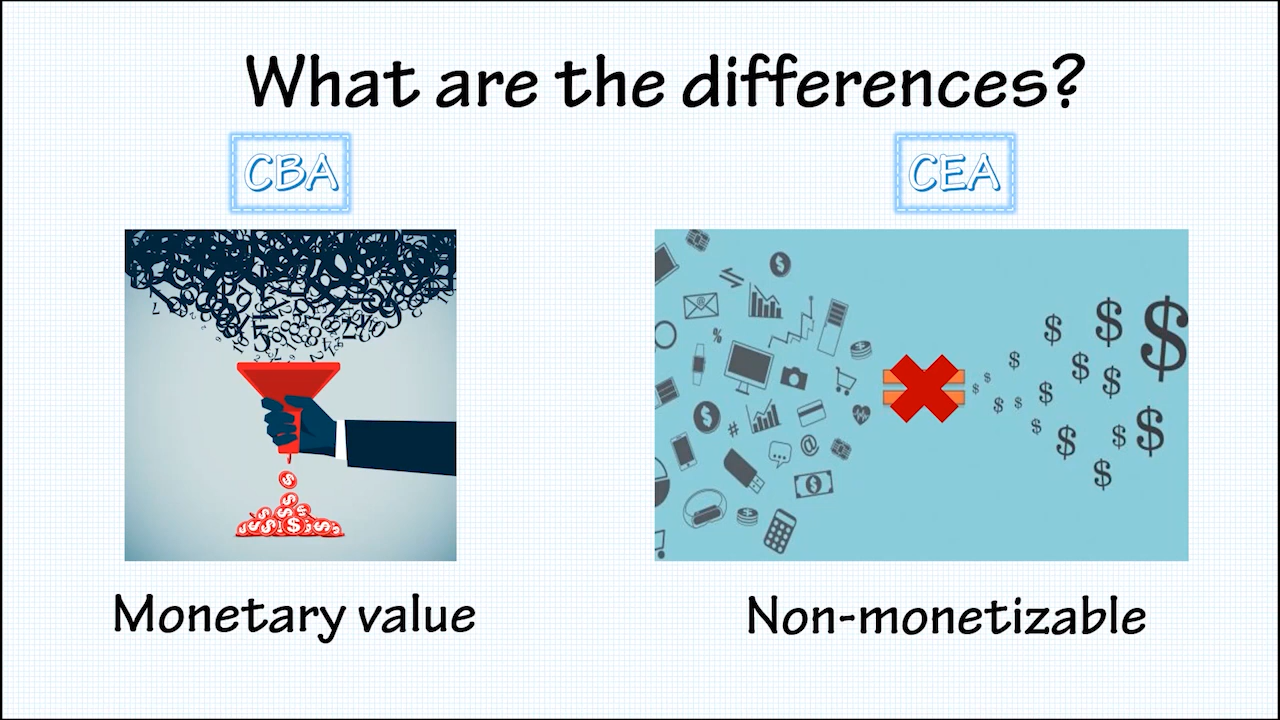 What are the differences?
CBA
CEA
Monetary value
Non-monetizable